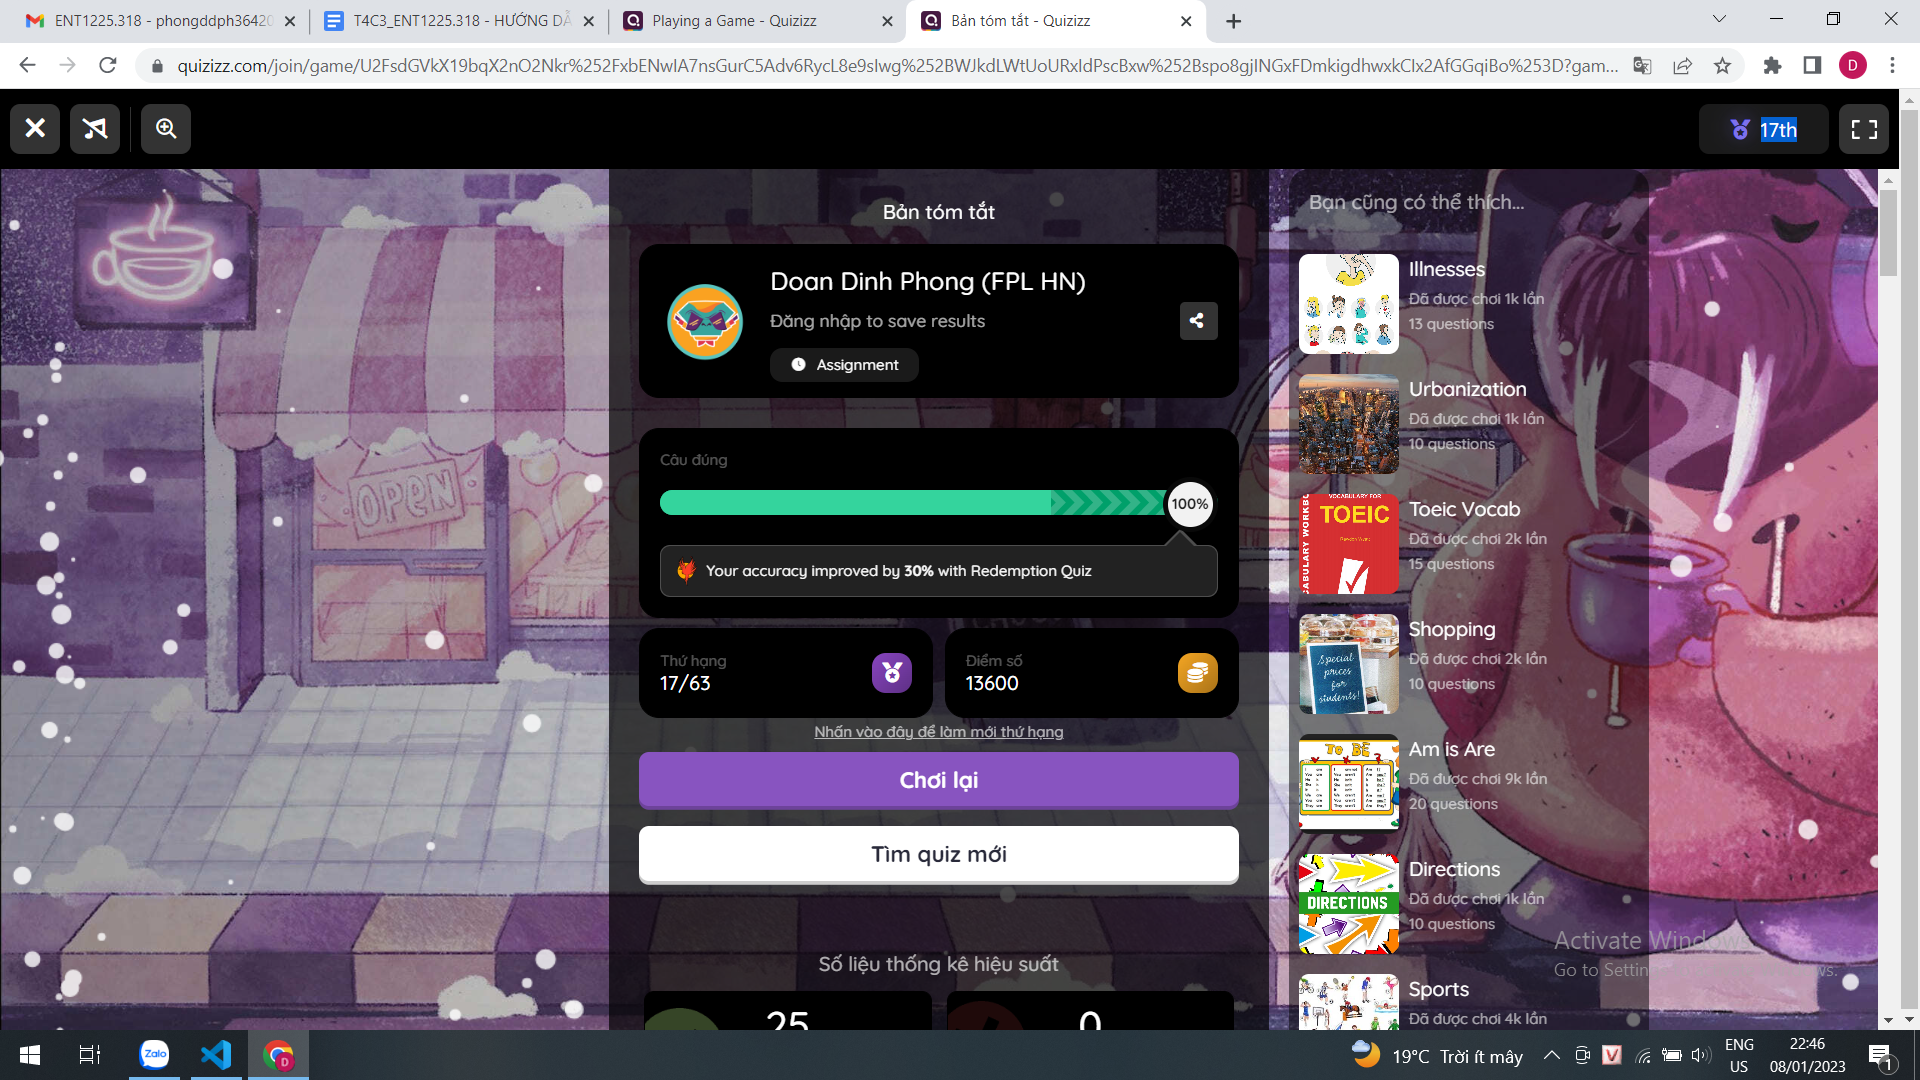 ENT1225.318 - phongddph36420
T4C3_ENT1225.318 - HƯỚNG DẪ
Playing a Game - Quizizz
Bản tóm tắt - Quizizz
quizizz.com/join/game/U2FsdGVkX19bqX2nO2Nkr%252FxbENwIA7nsGurC5Adv6RycL8e9sIwg%252BWJkdLWtUoURxIdPscBxw%252Bspo8gjINGxFDmkigdhwxkCIx2AfGGqiBo%253D?gam...
D
17th
Bản tóm tắt
Doan Dinh Phong (FPL HN)
Đăng nhập to save results
Assignment
Câu đúng
100%
Your accuracy improved by 30% with Redemption Quiz
Thứ hạng
17/63
Điểm số
13600
Nhấn vào đây để làm mới thứ hạng
Chơi lại
Tìm quiz mới
Số liệu thống kê hiệu suất
25
0
Bạn cũng có thể thích...
Illnesses
Đã được chơi 1k lần
13 questions
Urbanization
Đã được chơi 1k lần
10 questions
VOCABULARY FOR
TOEIC
Toeic Vocab
Đã được chơi 2k lần
15 questions
Special
prices
for
students!
Shopping
Đã được chơi 2k lần
10 questions
TO BE
Am is Are
Đã được chơi 9k lần
20 questions
DIRECTIONS
Directions
Đã được chơi 1k lần
10 questions
Sports
Đã được chơi 4k lần
OPEN
Activate Windows
Go to Settin
Zalo
19°C Trời ít mây
ENG
US
22:46
08/01/2023
1